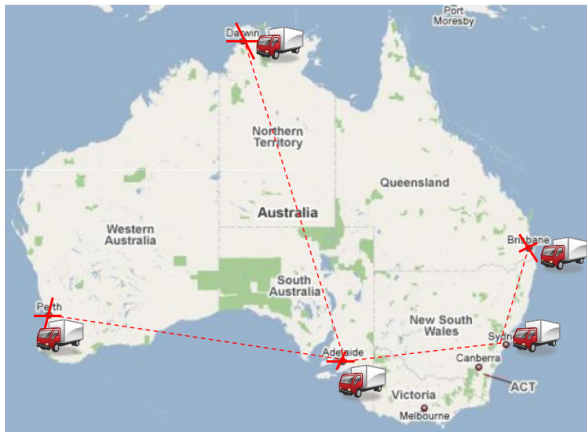 Port
Moresby
Darwin
Northern
Territory
Queensland
Western
Australia
Australia
Brisbane
South
Australia
Perth
New South
Wales
Adelaide
Canberra
ACT
Victoria
Melbourne